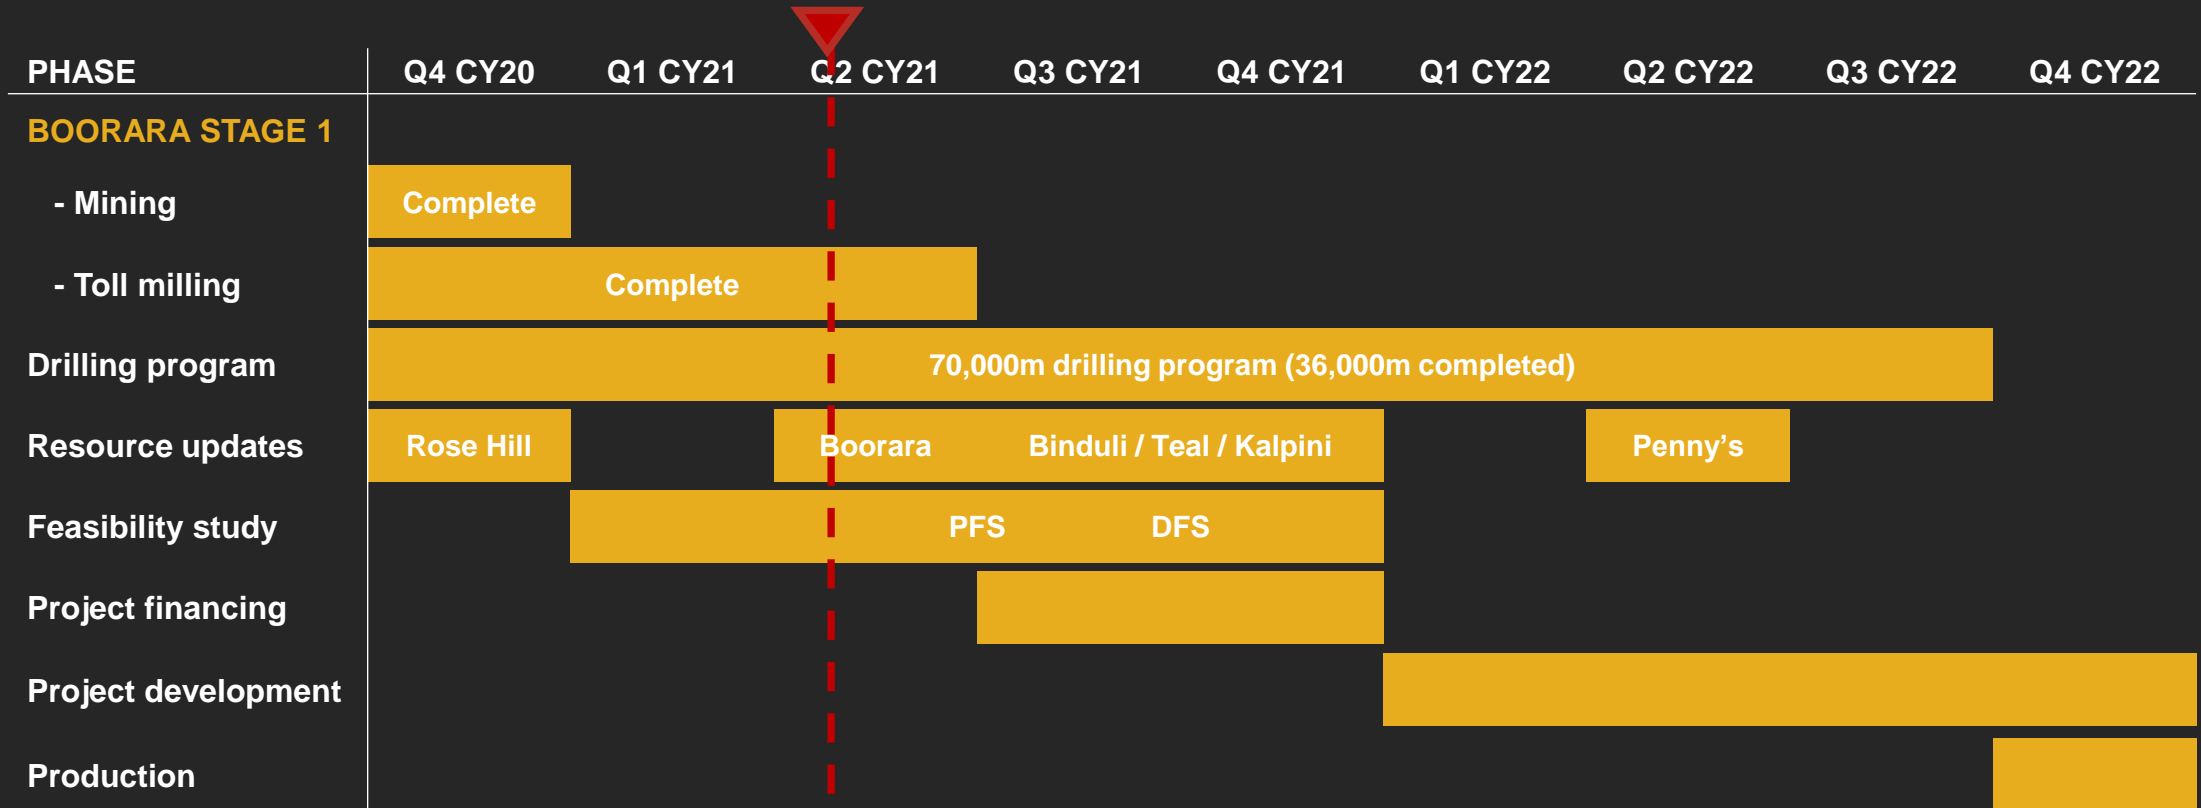 PHASE Q4 CY20 Q1 CY21 Q2 CY21 Q3 CY21 Q4 CY21 Q1 CY22 Q2 CY22 Q3 CY22 Q4 CY22
BOORARA STAGE 1
- Mining Complete
- Toll milling Complete
Drilling program 70,000m drilling program (36,000m completed)
Resource updates Rose Hill Boorara Binduli / Teal / Kalpini Penny’s
Feasibility study PFS DFS
Project financing
Project development
Production